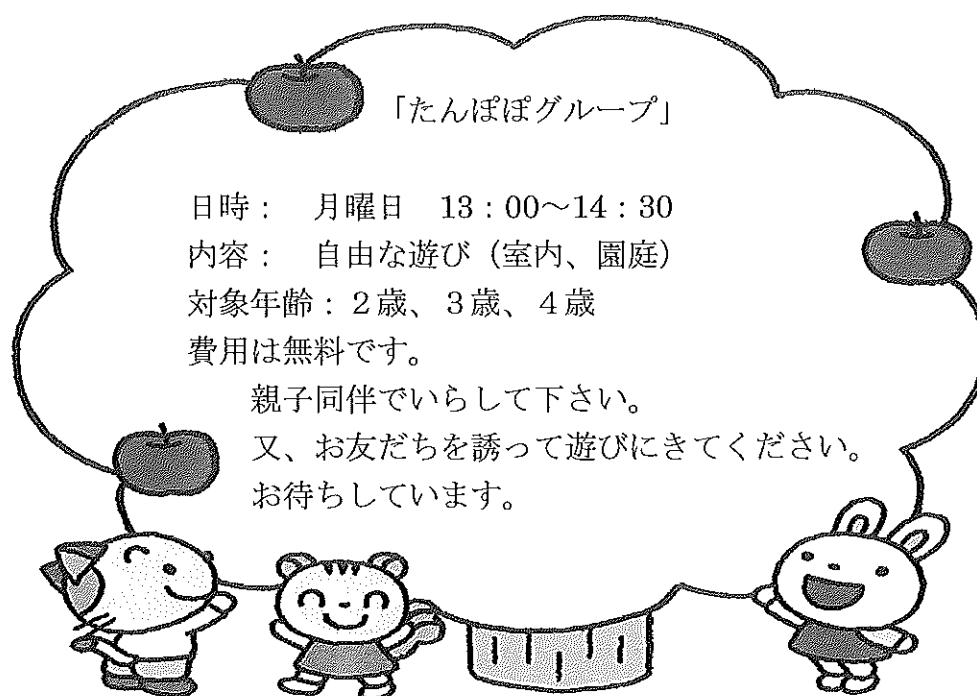 「たんぽぽグループ」
日時：　月曜日　13：00～14：30
内容：　自由な遊び（室内、園庭）
対象年齢：２歳、３歳、４歳
費用は無料です。
親子同伴でいらして下さい。
又、お友だちを誘って遊びにきてください。
お待ちしています。